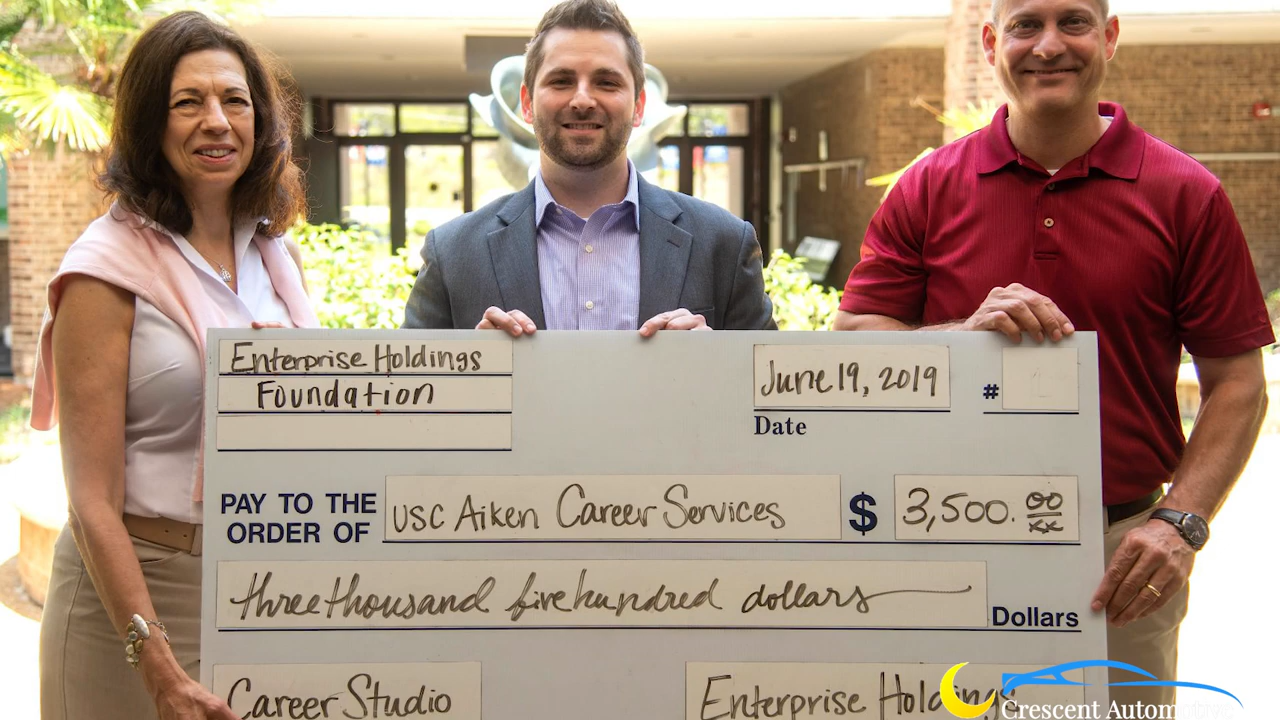 Enterprise Holdings
Foundation
June 19, 2019
#
Date
PAY TO THE
ORDER OF
USC Aiken Career Services
$
3,500. 00/xx
three thousand five hundred dollars
Dollars
Career Studio
Enterprise Holdings
Crescent Automotive